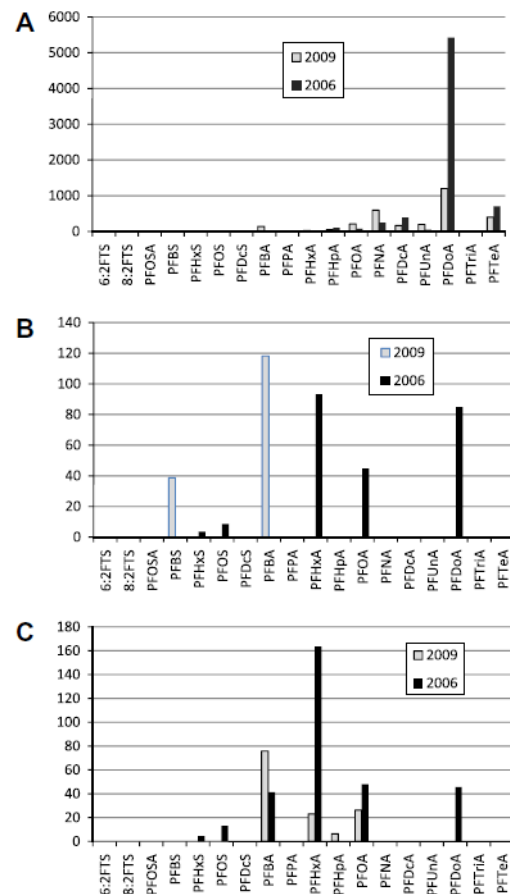 A
6000
5000
4000
3000
2000
1000
0
2009
2006
6:2FTS
8:2FTS
PFOSA
PFBS
PFHxS
PFOS
PFDcS
PFBA
PFPA
PFHxA
PFHpA
PFOA
PFNA
PFDcA
PFUnA
PFDoA
PFTriA
PFTeA
B
140
120
100
80
60
40
20
0
2009
2006
6:2FTS
8:2FTS
PFOSA
PFBS
PFHxS
PFOS
PFDcS
PFBA
PFPA
PFHxA
PFHpA
PFOA
PFNA
PFDcA
PFUnA
PFDoA
PFTriA
PFTeA
C
180
160
140
120
100
80
60
40
20
0
2009
2006
6:2FTS
8:2FTS
PFOSA
PFBS
PFHxS
PFOS
PFDcS
PFBA
PFPA
PFHxA
PFHpA
PFOA
PFNA
PFDcA
PFUnA
PFDoA
PFTriA
PFTeA